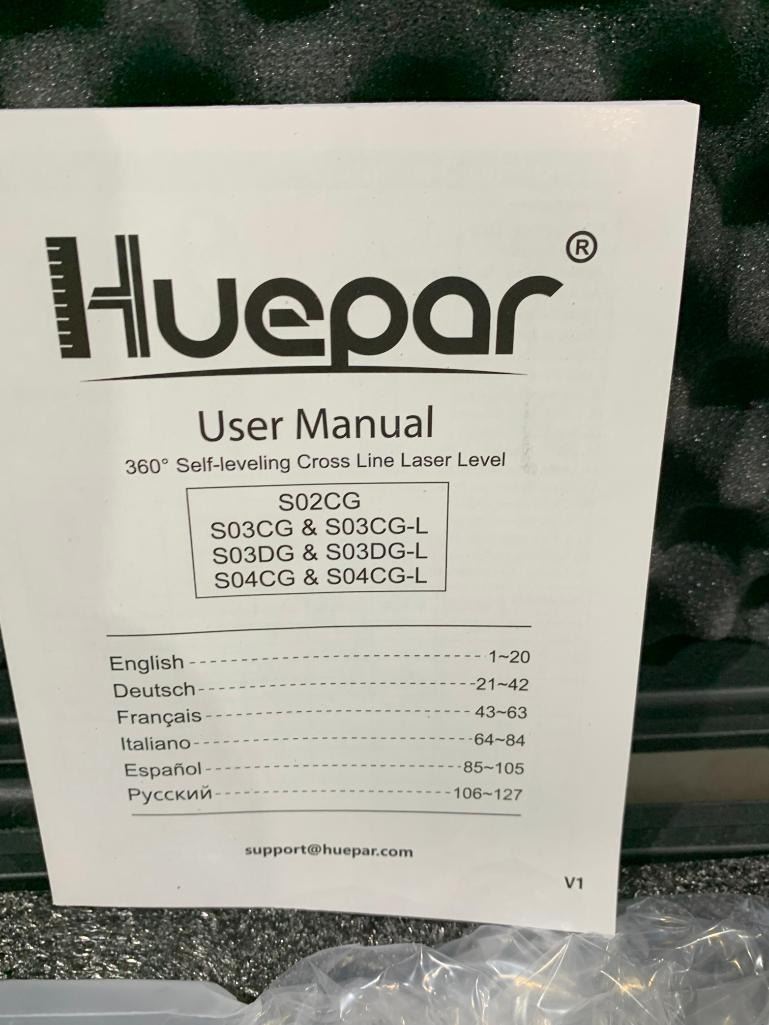 Huepar®
User Manual
360° Self-leveling Cross Line Laser Level
S02CG
S03CG & S03CG-L
S03DG & S03DG-L
S04CG & S04CG-L
English ------------------------------ 1~20
Deutsch ------------------------------ 21~42
Français ------------------------------ 43~63
Italiano ------------------------------ 64~84
Español ------------------------------ 85~105
Русский ------------------------------ 106~127
support@huepar.com
V1